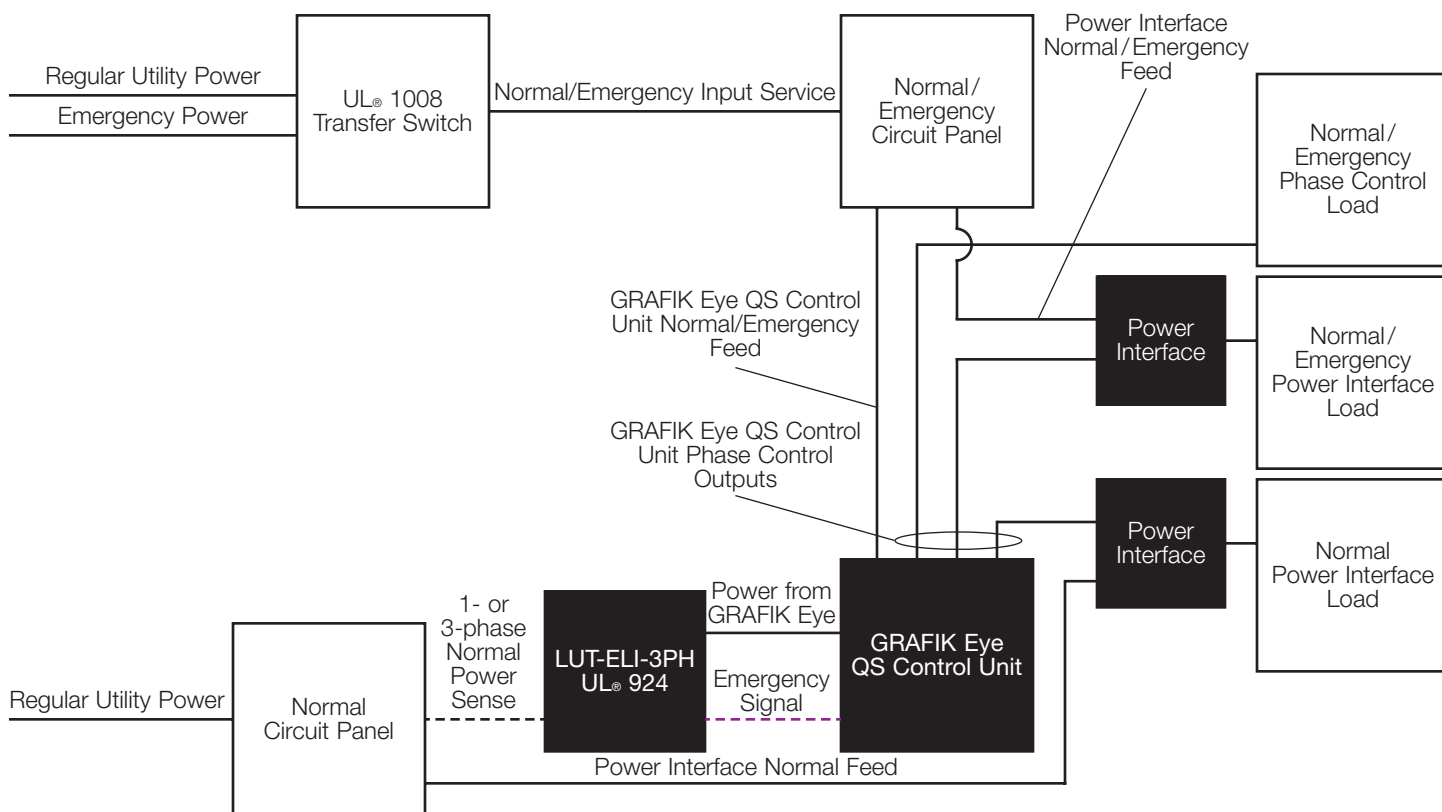 Regular Utility Power
Emergency Power
UL® 1008
Transfer Switch
Normal/Emergency Input Service
Normal/
Emergency
Circuit Panel
Power Interface
Normal/Emergency
Feed
Normal/
Emergency
Phase Control
Load
GRAFIK Eye QS Control
Unit Normal/Emergency
Feed
Power
Interface
Normal/
Emergency
Power Interface
Load
GRAFIK Eye QS Control
Unit Phase Control
Outputs
Power
Interface
Normal
Power Interface
Load
Regular Utility Power
Normal
Circuit Panel
1- or
3-phase
Normal
Power
Sense
LUT-ELI-3PH
UL® 924
Power from
GRAFIK Eye
Emergency
Signal
GRAFIK Eye
QS Control Unit
Power Interface Normal Feed